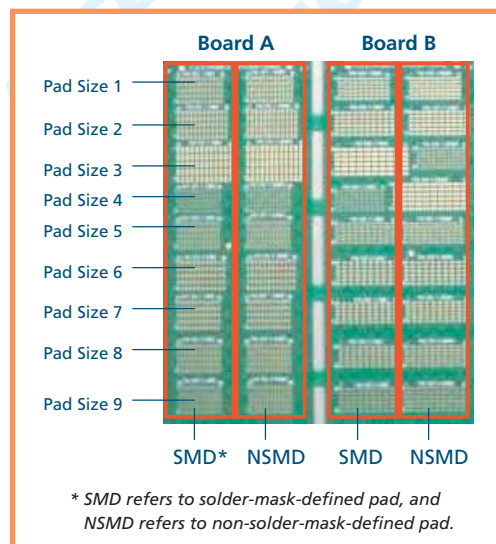 Board A Board B
Pad Size 1
Pad Size 2
Pad Size 3
Pad Size 4
Pad Size 5
Pad Size 6
Pad Size 7
Pad Size 8
Pad Size 9
SMD* NSMD SMD NSMD
* SMD refers to solder-mask-defined pad, and
NSMD refers to non-solder-mask-defined pad.